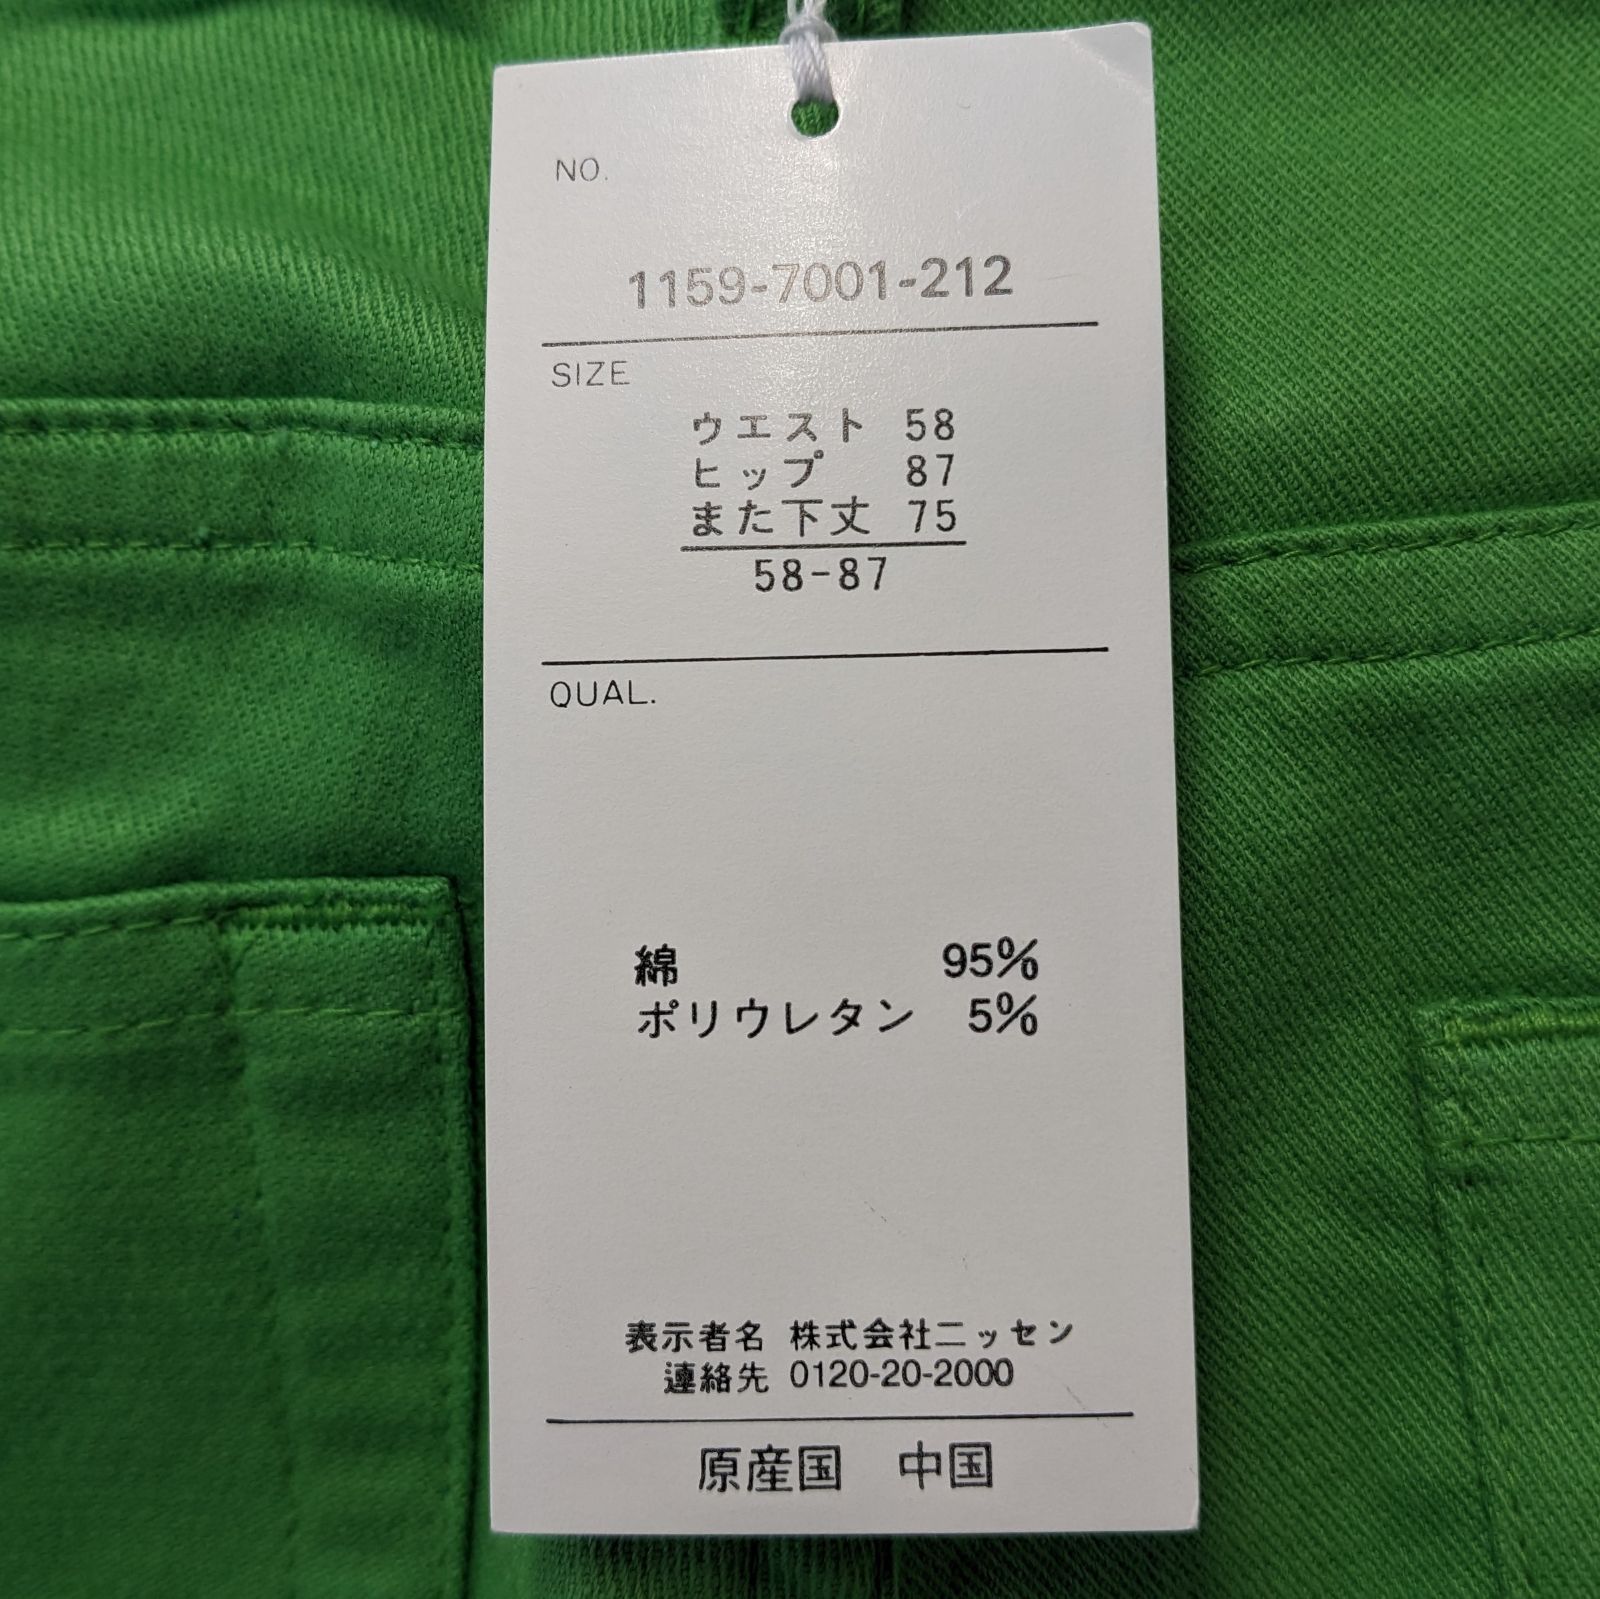 NO.
1159-7001-212
SIZE
ウエスト 58
ヒップ 87
また下丈 75
58-87
QUAL.
綿 95%
ポリウレタン 5%
表示者名 株式会社ニッセン
連絡先 0120-20-2000
原産国 中国